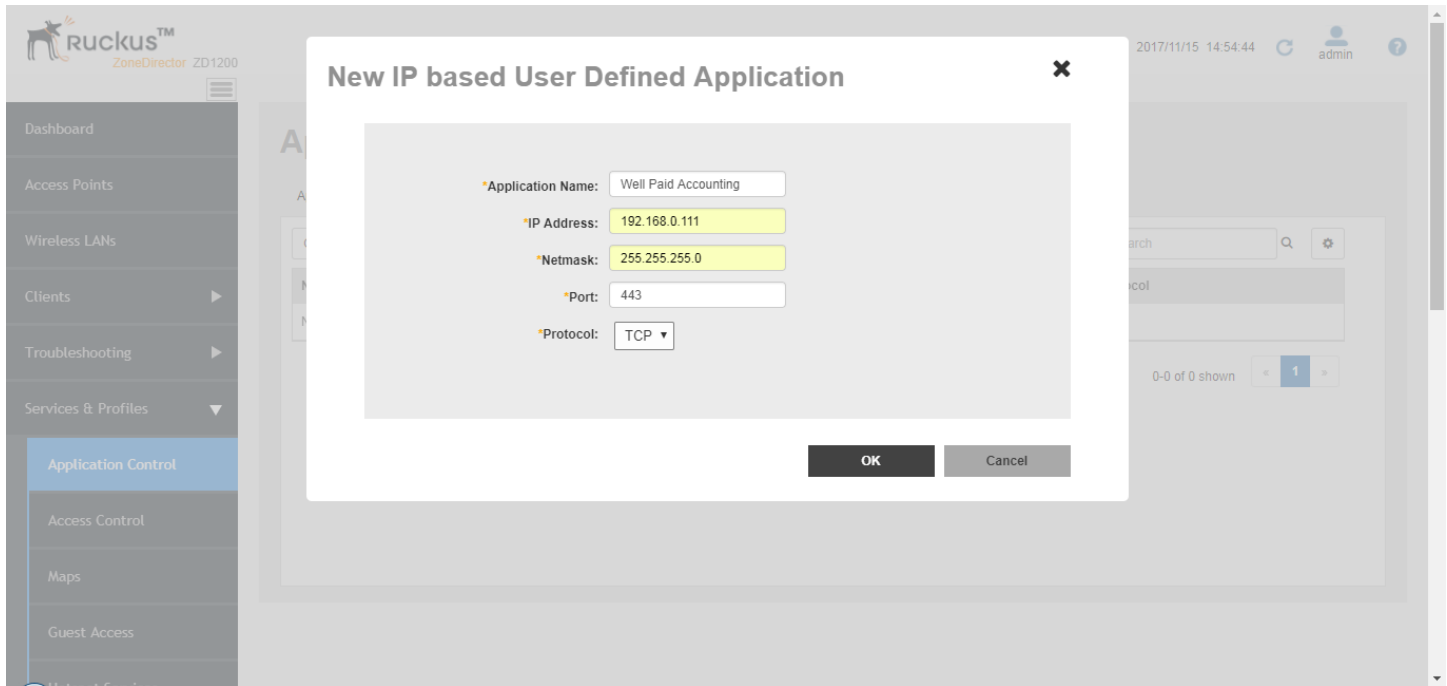 Ruckus™
ZoneDirector ZD1200
2017/11/15 14:54:44
admin
?
Dashboard
Access Points
Wireless LANs
Clients
Troubleshooting
Services & Profiles
Application Control
Access Control
Maps
Guest Access
New IP based User Defined Application
*Application Name: Well Paid Accounting
*IP Address: 192.168.0.111
*Netmask: 255.255.255.0
*Port: 443
*Protocol: TCP
OK Cancel
0-0 of 0 shown « 1 »